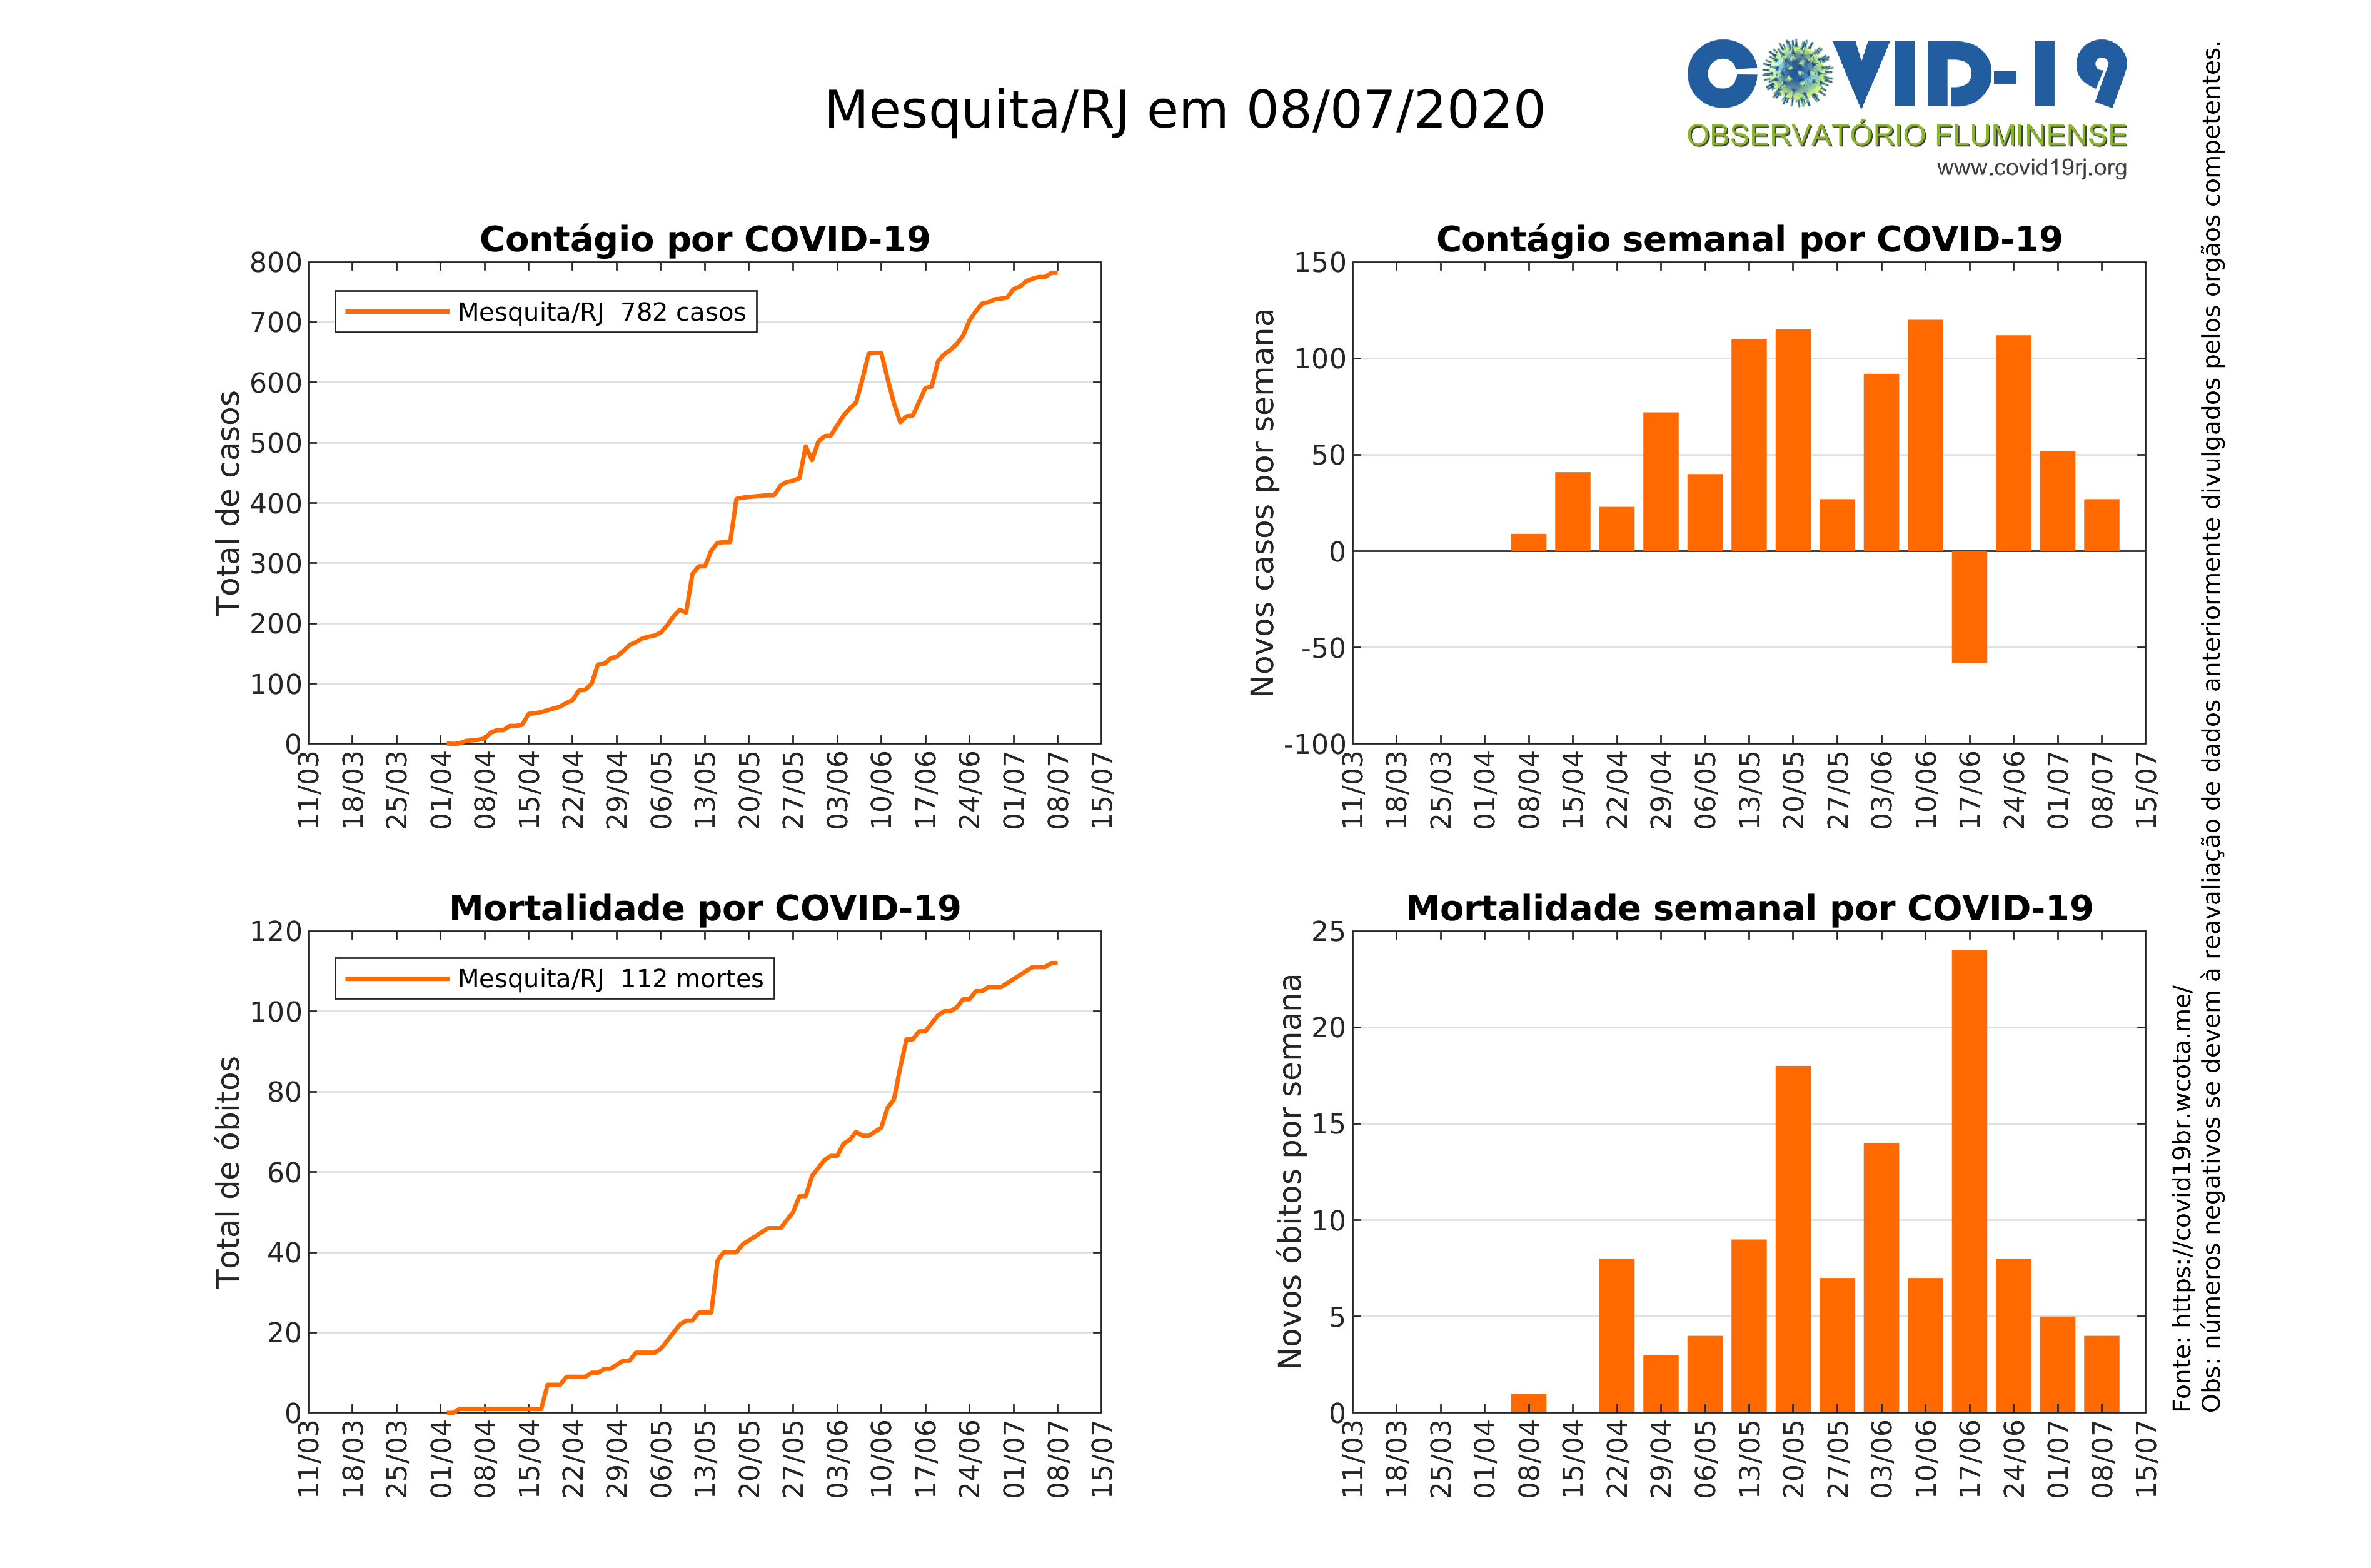 Mesquita/RJ em 08/07/2020
COVID-19
OBSERVATÓRIO FLUMINENSE
www.covid19rj.org
Contágio por COVID-19
Total de casos
800
700
600
500
400
300
200
100
0
Mesquita/RJ 782 casos
11/03 18/03 25/03 01/04 08/04 15/04 22/04 29/04 06/05 13/05 20/05 27/05 03/06 10/06 17/06 24/06 01/07 08/07 15/07
Contágio semanal por COVID-19
Novos casos por semana
150
100
50
0
-50
-100
11/03 18/03 25/03 01/04 08/04 15/04 22/04 29/04 06/05 13/05 20/05 27/05 03/06 10/06 17/06 24/06 01/07 08/07 15/07
Mortalidade por COVID-19
Total de óbitos
120
100
80
60
40
20
0
Mesquita/RJ 112 mortes
11/03 18/03 25/03 01/04 08/04 15/04 22/04 29/04 06/05 13/05 20/05 27/05 03/06 10/06 17/06 24/06 01/07 08/07 15/07
Mortalidade semanal por COVID-19
Novos óbitos por semana
25
20
15
10
5
0
11/03 18/03 25/03 01/04 08/04 15/04 22/04 29/04 06/05 13/05 20/05 27/05 03/06 10/06 17/06 24/06 01/07 08/07 15/07
Fonte: https://covid19br.wcota.me/
Obs: números negativos se devem à reavaliação de dados anteriormente divulgados pelos orgãos competentes.